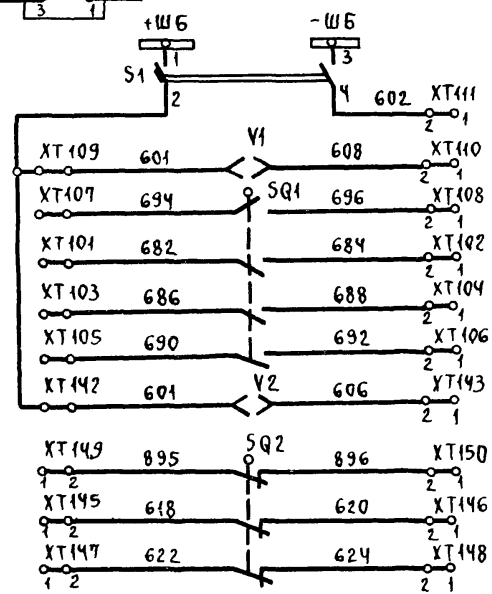 3 1
+ШБ -ШБ
1 3
S1
2 4 602 XT111
2 1
XT109 601 V1 608 XT110
2 1
XT107 694 SQ1 696 XT108
2 1
XT101 682 684 XT102
2 1
XT103 686 688 XT104
2 1
XT105 690 692 XT106
2 1
XT142 601 V2 606 XT143
2 1
XT149 895 SQ2 896 XT150
1 2 2 1
XT145 618 620 XT146
1 2 2 1
XT147 622 624 XT148
1 2 2 1